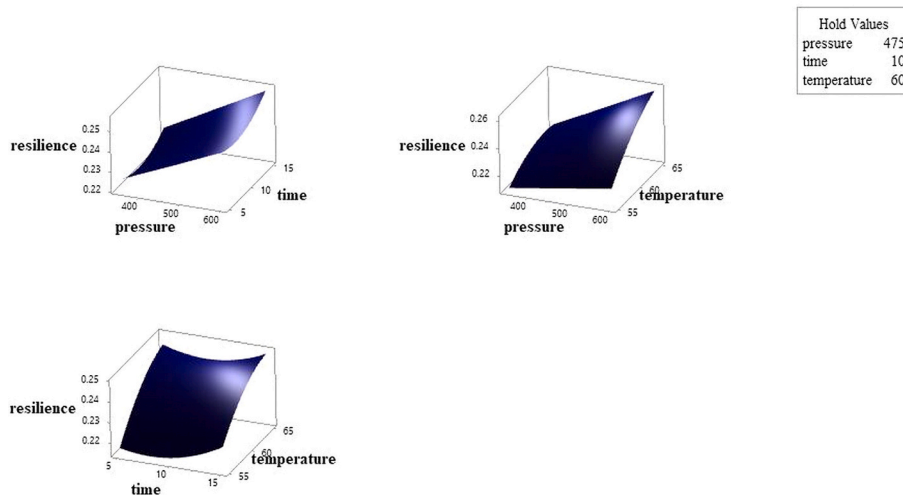 Hold Values
pressure 475
time 10
temperature 60
0.25
resilience 0.24
0.23
0.22
400
500
600
pressure
5
10
15
time
0.26
resilience
0.24
0.22
400
500
600
pressure
55
60
65
temperature
0.25
resilience 0.24
0.23
0.22
5
10
15
time
55
60
65
temperature